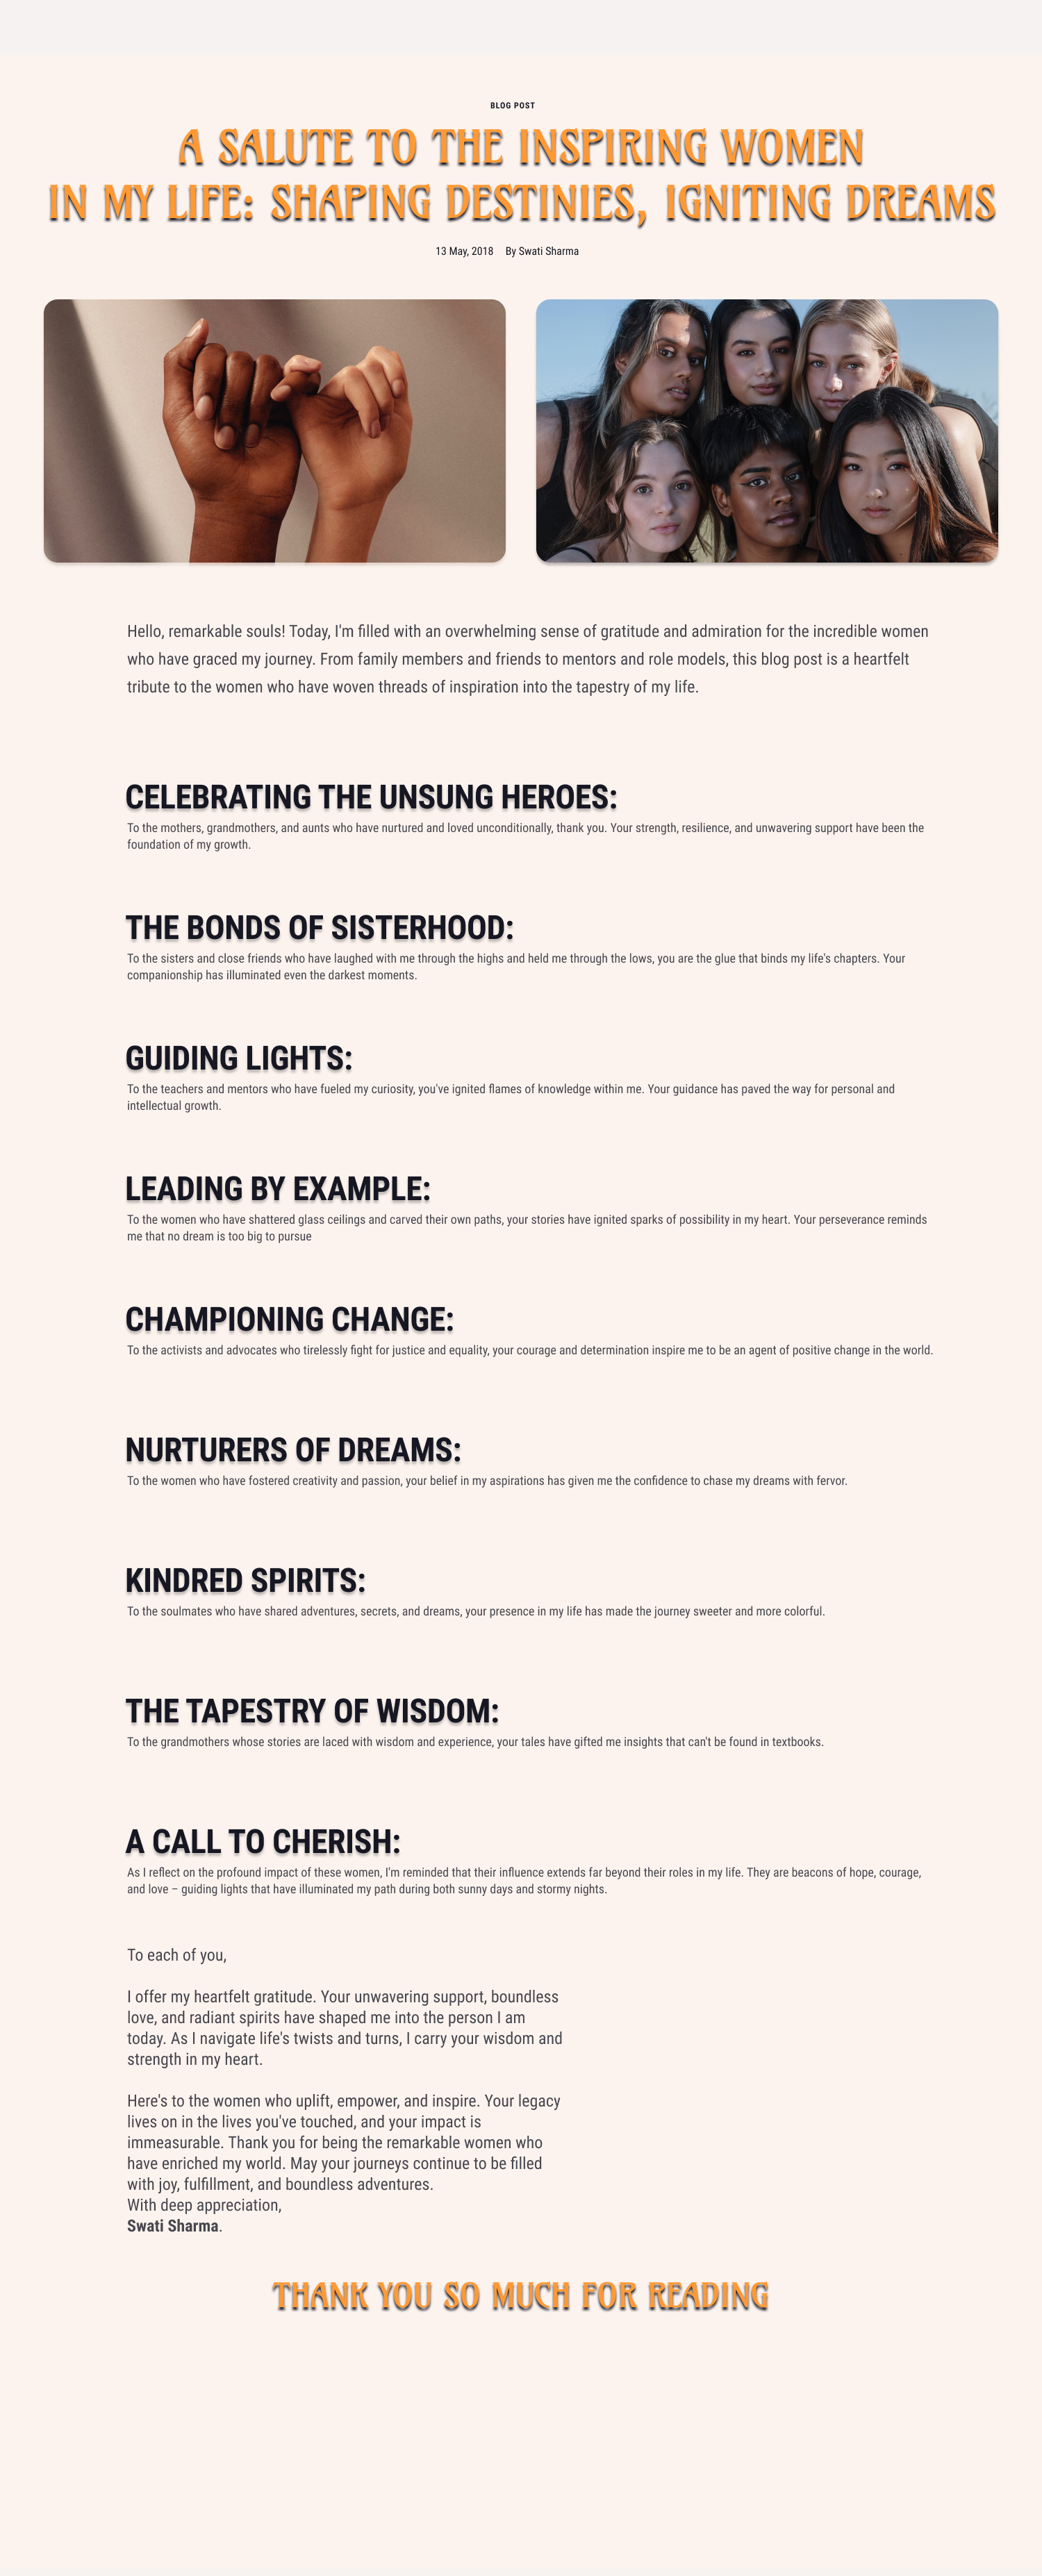 BLOG POST
A SALUTE TO THE INSPIRING WOMEN
IN MY LIFE: SHAPING DESTINIES, IGNITING DREAMS
13 May, 2018 By Swati Sharma
Hello, remarkable souls! Today, I'm filled with an overwhelming sense of gratitude and admiration for the incredible women
who have graced my journey. From family members and friends to mentors and role models, this blog post is a heartfelt
tribute to the women who have woven threads of inspiration into the tapestry of my life.
CELEBRATING THE UNSUNG HEROES:
To the mothers, grandmothers, and aunts who have nurtured and loved unconditionally, thank you. Your strength, resilience, and unwavering support have been the
foundation of my growth.
THE BONDS OF SISTERHOOD:
To the sisters and close friends who have laughed with me through the highs and held me through the lows, you are the glue that binds my life's chapters. Your
companionship has illuminated even the darkest moments.
GUIDING LIGHTS:
To the teachers and mentors who have fueled my curiosity, you've ignited flames of knowledge within me. Your guidance has paved the way for personal and
intellectual growth.
LEADING BY EXAMPLE:
To the women who have shattered glass ceilings and carved their own paths, your stories have ignited sparks of possibility in my heart. Your perseverance reminds
me that no dream is too big to pursue
CHAMPIONING CHANGE:
To the activists and advocates who tirelessly fight for justice and equality, your courage and determination inspire me to be an agent of positive change in the world.
NURTURERS OF DREAMS:
To the women who have fostered creativity and passion, your belief in my aspirations has given me the confidence to chase my dreams with fervor.
KINDRED SPIRITS:
To the soulmates who have shared adventures, secrets, and dreams, your presence in my life has made the journey sweeter and more colorful.
THE TAPESTRY OF WISDOM:
To the grandmothers whose stories are laced with wisdom and experience, your tales have gifted me insights that can't be found in textbooks.
A CALL TO CHERISH:
As I reflect on the profound impact of these women, I'm reminded that their influence extends far beyond their roles in my life. They are beacons of hope, courage,
and love – guiding lights that have illuminated my path during both sunny days and stormy nights.
To each of you,
I offer my heartfelt gratitude. Your unwavering support, boundless
love, and radiant spirits have shaped me into the person I am
today. As I navigate life's twists and turns, I carry your wisdom and
strength in my heart.
Here's to the women who uplift, empower, and inspire. Your legacy
lives on in the lives you've touched, and your impact is
immeasurable. Thank you for being the remarkable women who
have enriched my world. May your journeys continue to be filled
with joy, fulfillment, and boundless adventures.
With deep appreciation,
Swati Sharma.
THANK YOU SO MUCH FOR READING